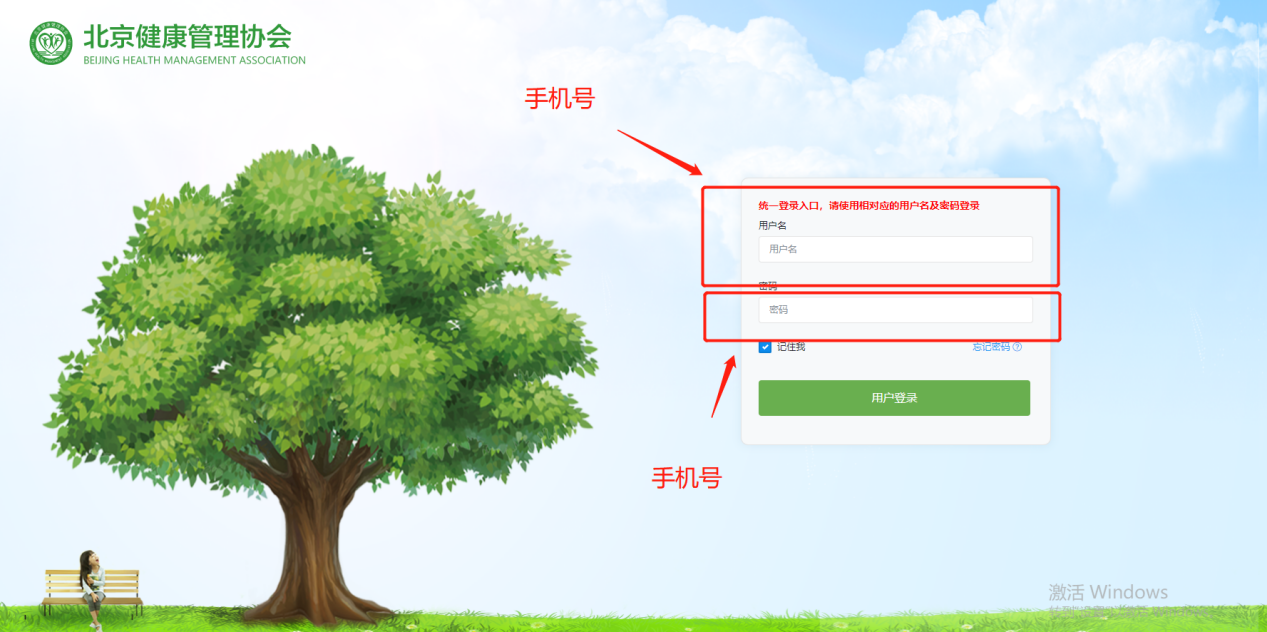 北京健康管理协会
BEIJING HEALTH MANAGEMENT ASSOCIATION
手机号
统一登录入口，请使用相对应的用户名及密码登录
用户名
用户名
密码
密码
记住我
忘记密码
用户登录
手机号
激活 Windows